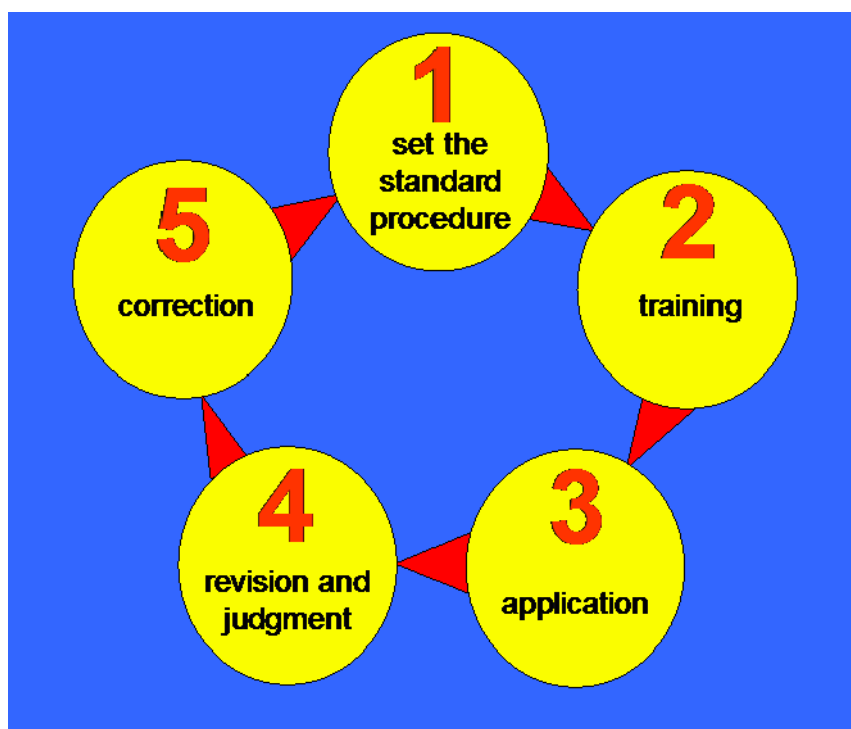 1
set the
standard
procedure
2
training
3
application
4
revision and
judgment
5
correction